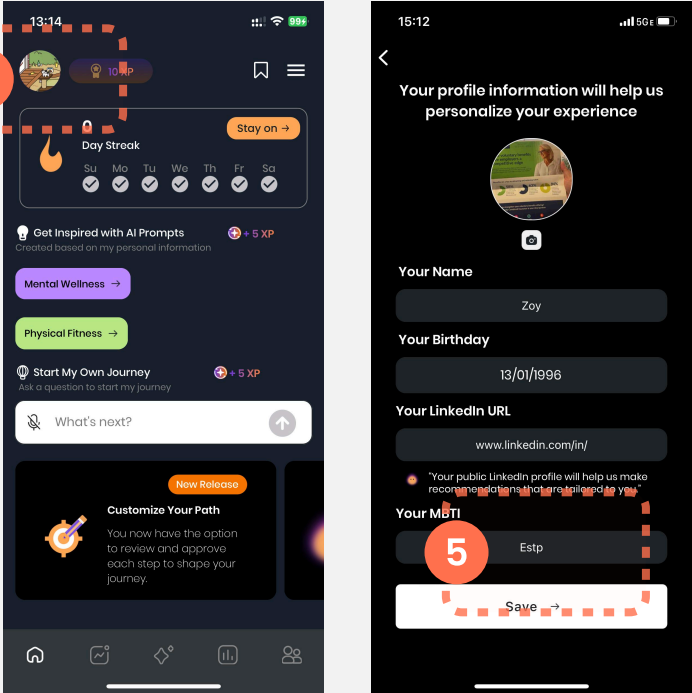 13:14
99+
10 XP
0
Day Streak
Stay on →
Su Mo Tu We Th Fr Sa
Get Inspired with AI Prompts
+ 5 XP
Created based on my personal information
Mental Wellness →
Physical Fitness →
Start My Own Journey
+ 5 XP
Ask a question to start my journey
What's next?
New Release
Customize Your Path
You now have the option
to review and approve
each step to shape your
journey.
15:12
5GE
Your profile information will help us
personalize your experience
Your Name
Zoy
Your Birthday
13/01/1996
Your LinkedIn URL
www.linkedin.com/in/
"Your public LinkedIn profile will help us make
recommendations that are tailored to you."
Your MBTI
5
Estp
Save →